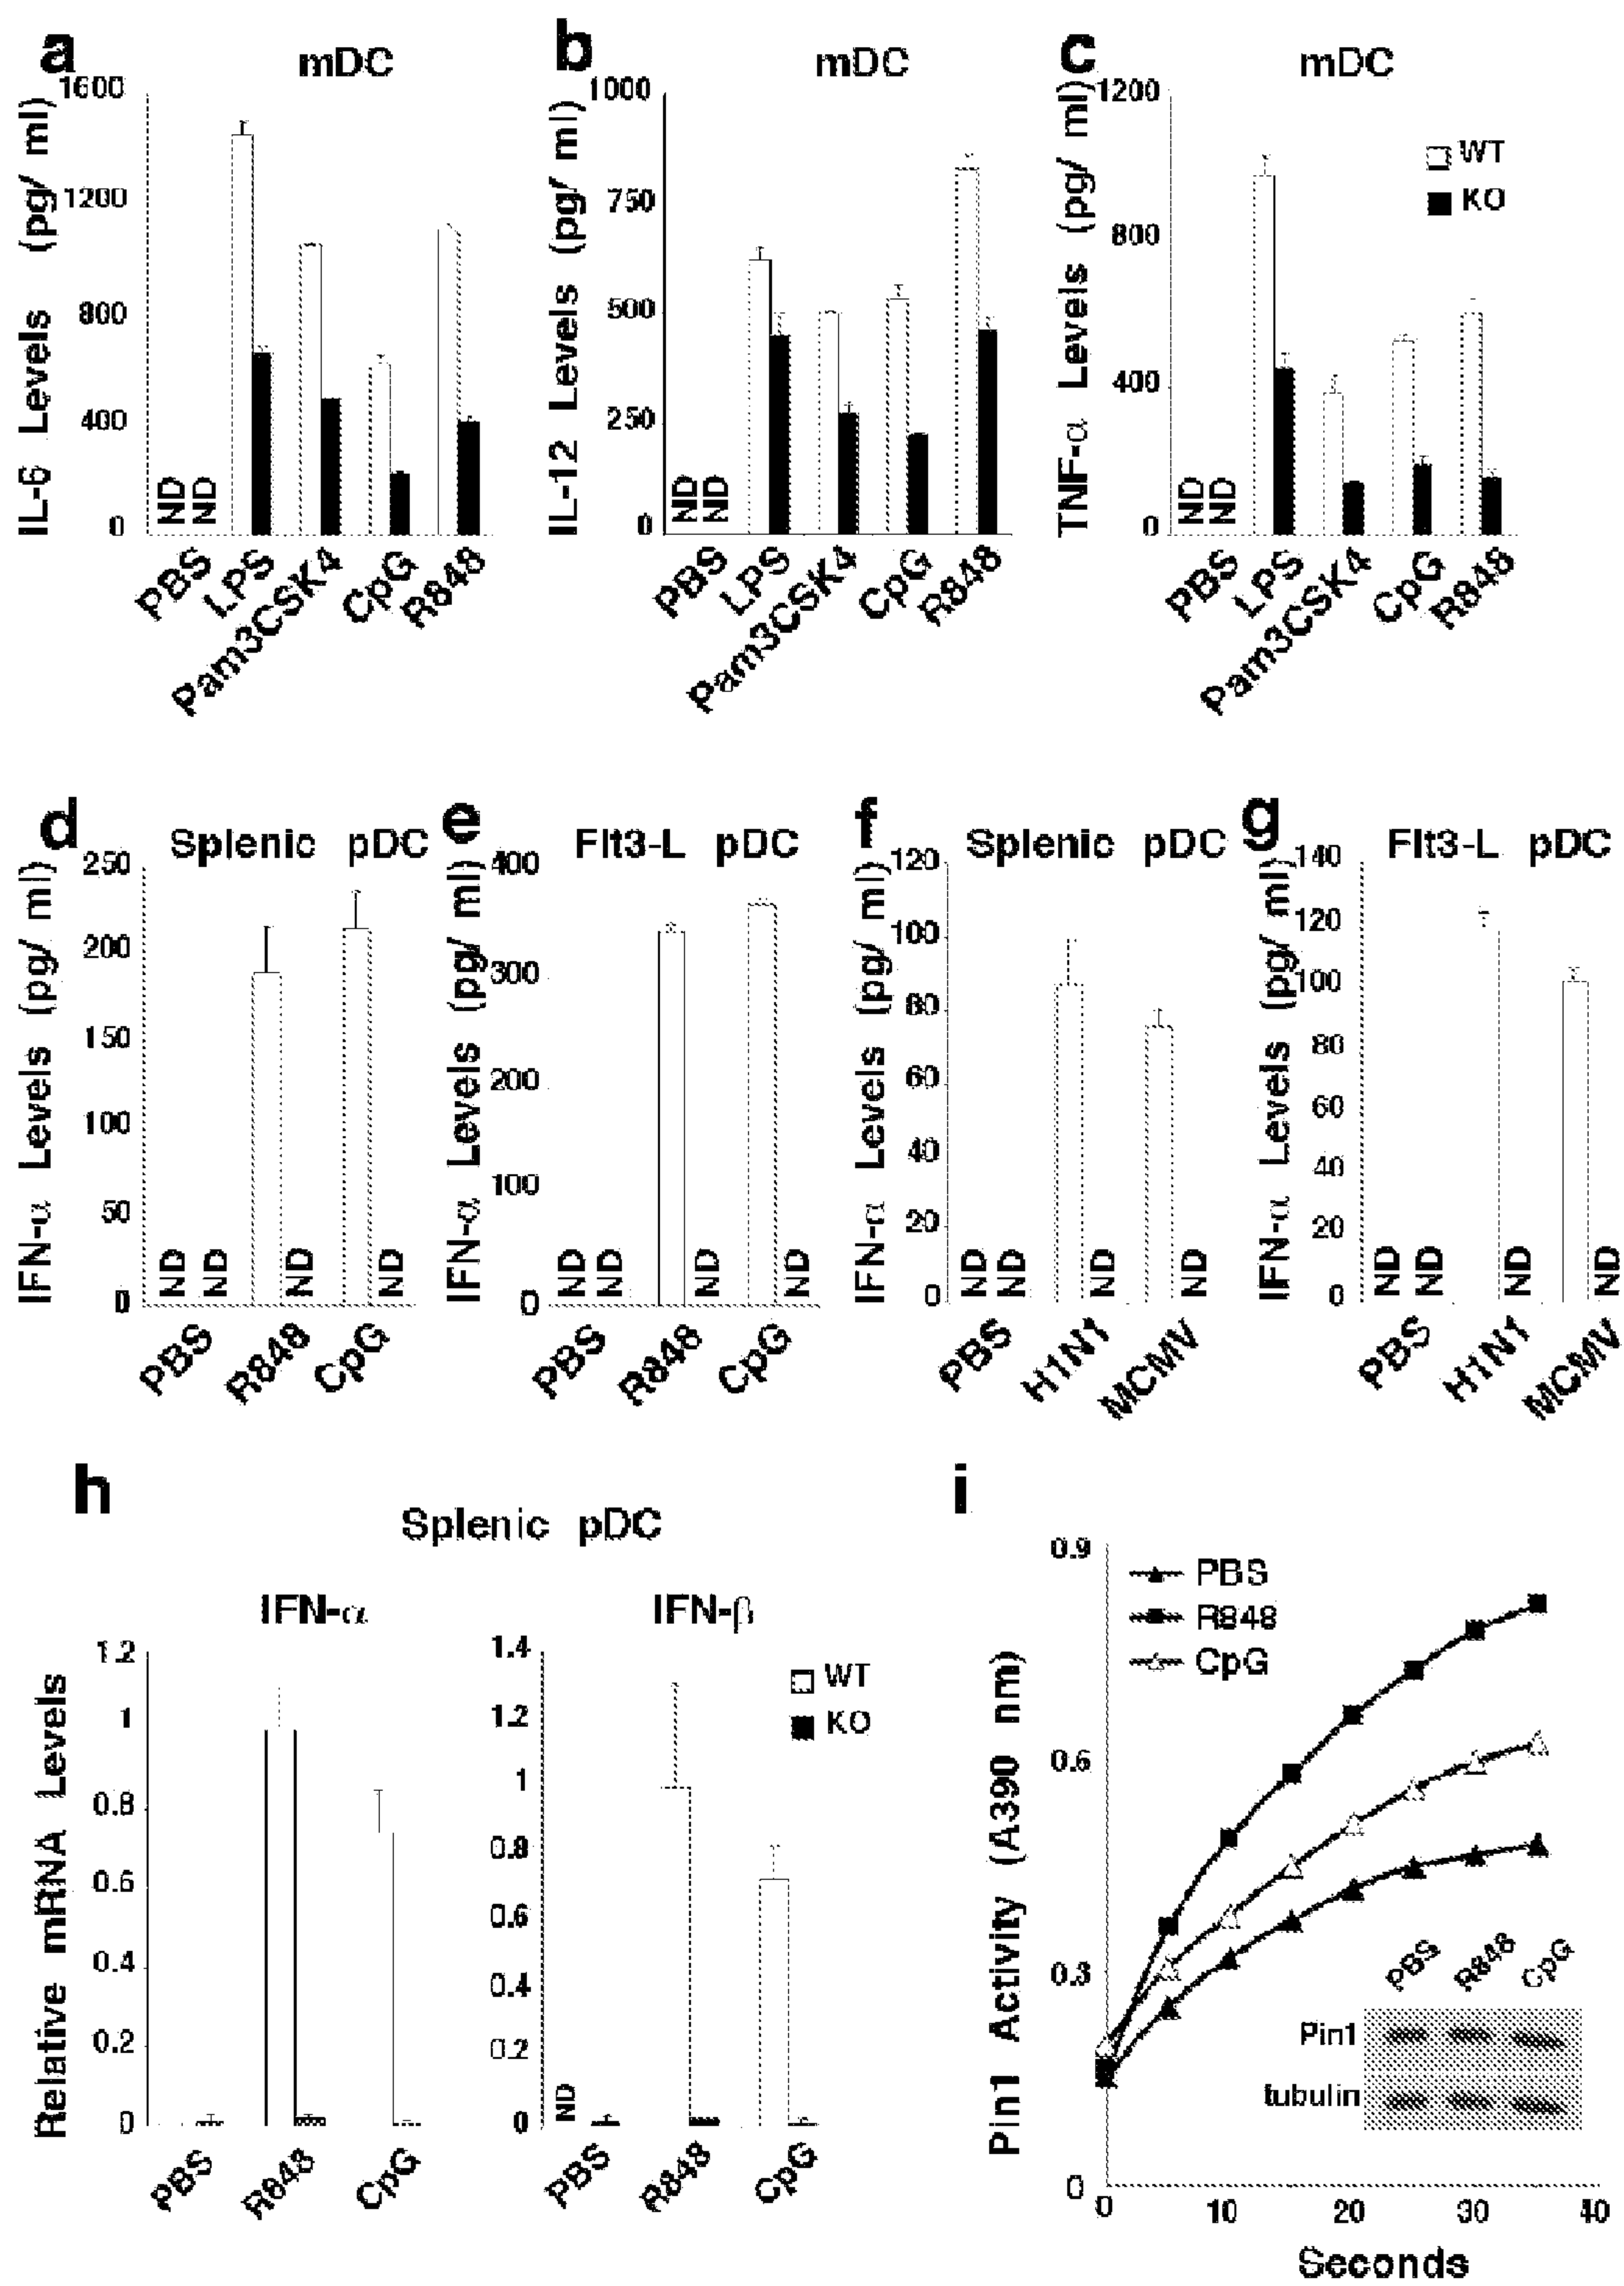 a
mDC
IL-6 Levels (pg/ ml)
1600
1200
800
400
0
ND
ND
PBS
LPS
Pam3CSK4
CpG
R848
b
mDC
IL-12 Levels (pg/ ml)
1000
750
500
250
0
ND
ND
PBS
LPS
Pam3CSK4
CpG
R848
c
mDC
TNF-α Levels (pg/ ml)
1200
800
400
0
WT
KO
ND
ND
PBS
LPS
Pam3CSK4
CpG
R848
d
Splenic pDC
IFN-α Levels (pg/ ml)
250
200
150
100
50
0
ND
ND
ND
ND
PBS
R848
CpG
e
Flt3-L pDC
IFN-α Levels (pg/ ml)
400
300
200
100
0
ND
ND
ND
ND
PBS
R848
CpG
f
Splenic pDC
IFN-α Levels (pg/ ml)
120
100
80
60
40
20
0
ND
ND
ND
ND
PBS
H1N1
MCMV
g
Flt3-L pDC
IFN-α Levels (pg/ ml)
140
120
100
80
60
40
20
0
ND
ND
ND
ND
PBS
H1N1
MCMV
h
Splenic pDC
IFN-α
Relative mRNA Levels
1.2
1
0.8
0.6
0.4
0.2
0
PBS
R848
CpG
IFN-β
1.4
1.2
1
0.8
0.6
0.4
0.2
0
WT
KO
ND
PBS
R848
CpG
i
Pin1 Activity (A390 nm)
0.9
0.6
0.3
0
PBS
R848
CpG
PBS
R848
CpG
Pin1
tubulin
0
10
20
30
40
Seconds